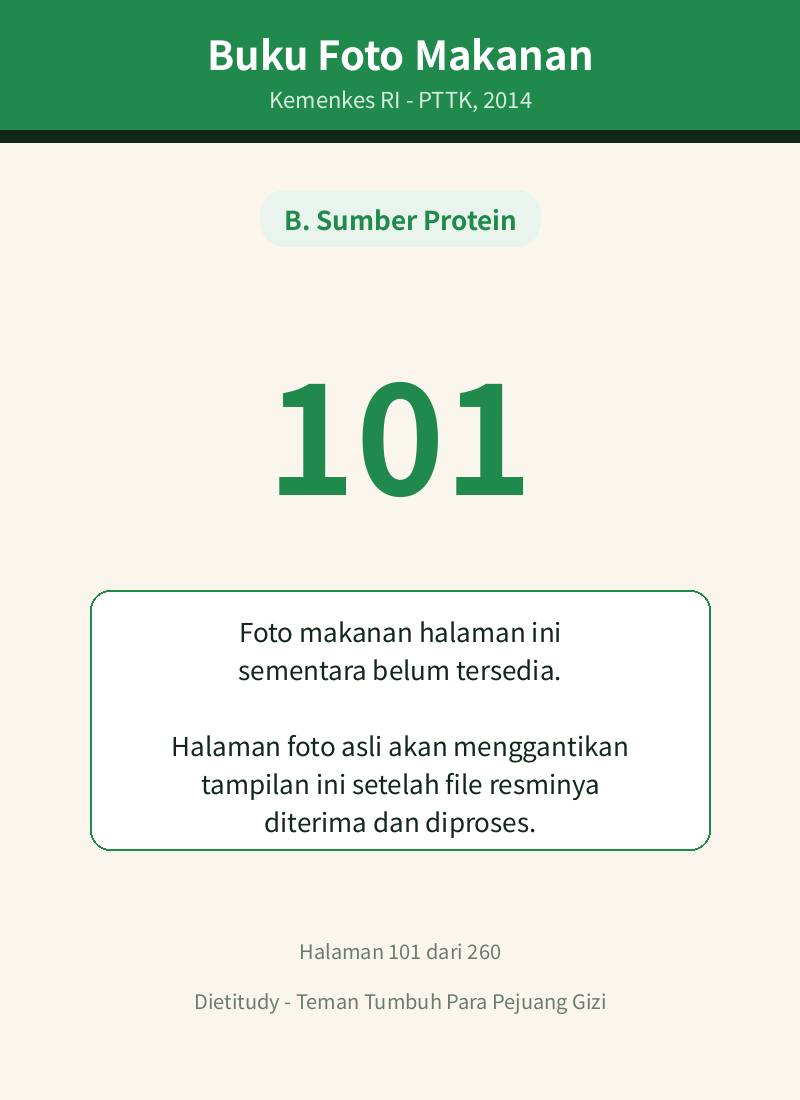 Buku Foto Makanan
Kemenkes RI - PTTK, 2014
B. Sumber Protein
101
Foto makanan halaman ini
sementara belum tersedia.
Halaman foto asli akan menggantikan
tampilan ini setelah file resminya
diterima dan diproses.
Halaman 101 dari 260
Dietitudy - Teman Tumbuh Para Pejuang Gizi